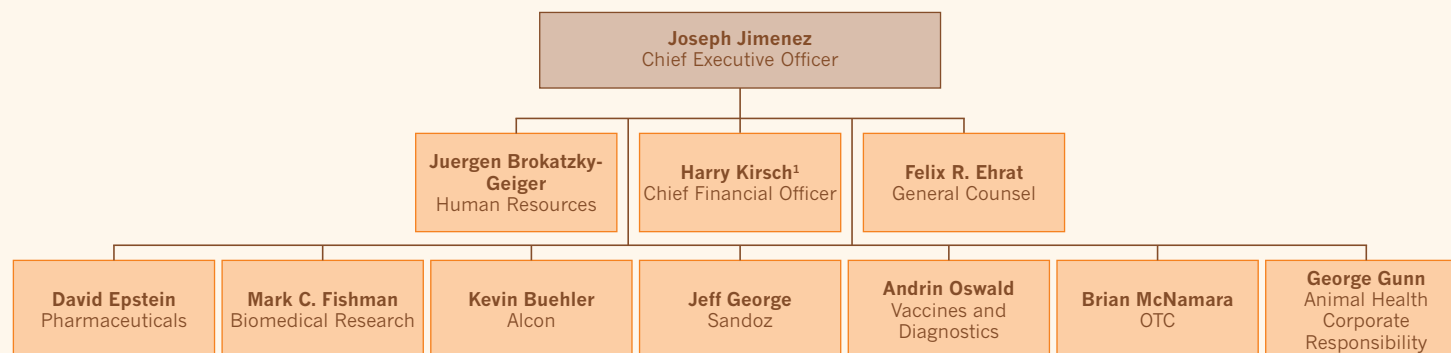 Joseph Jimenez
Chief Executive Officer
Juergen Brokatzky-
Geiger
Human Resources
Harry Kirsch¹
Chief Financial Officer
Felix R. Ehrat
General Counsel
David Epstein
Pharmaceuticals
Mark C. Fishman
Biomedical Research
Kevin Buehler
Alcon
Jeff George
Sandoz
Andrin Oswald
Vaccines and
Diagnostics
Brian McNamara
OTC
George Gunn
Animal Health
Corporate
Responsibility